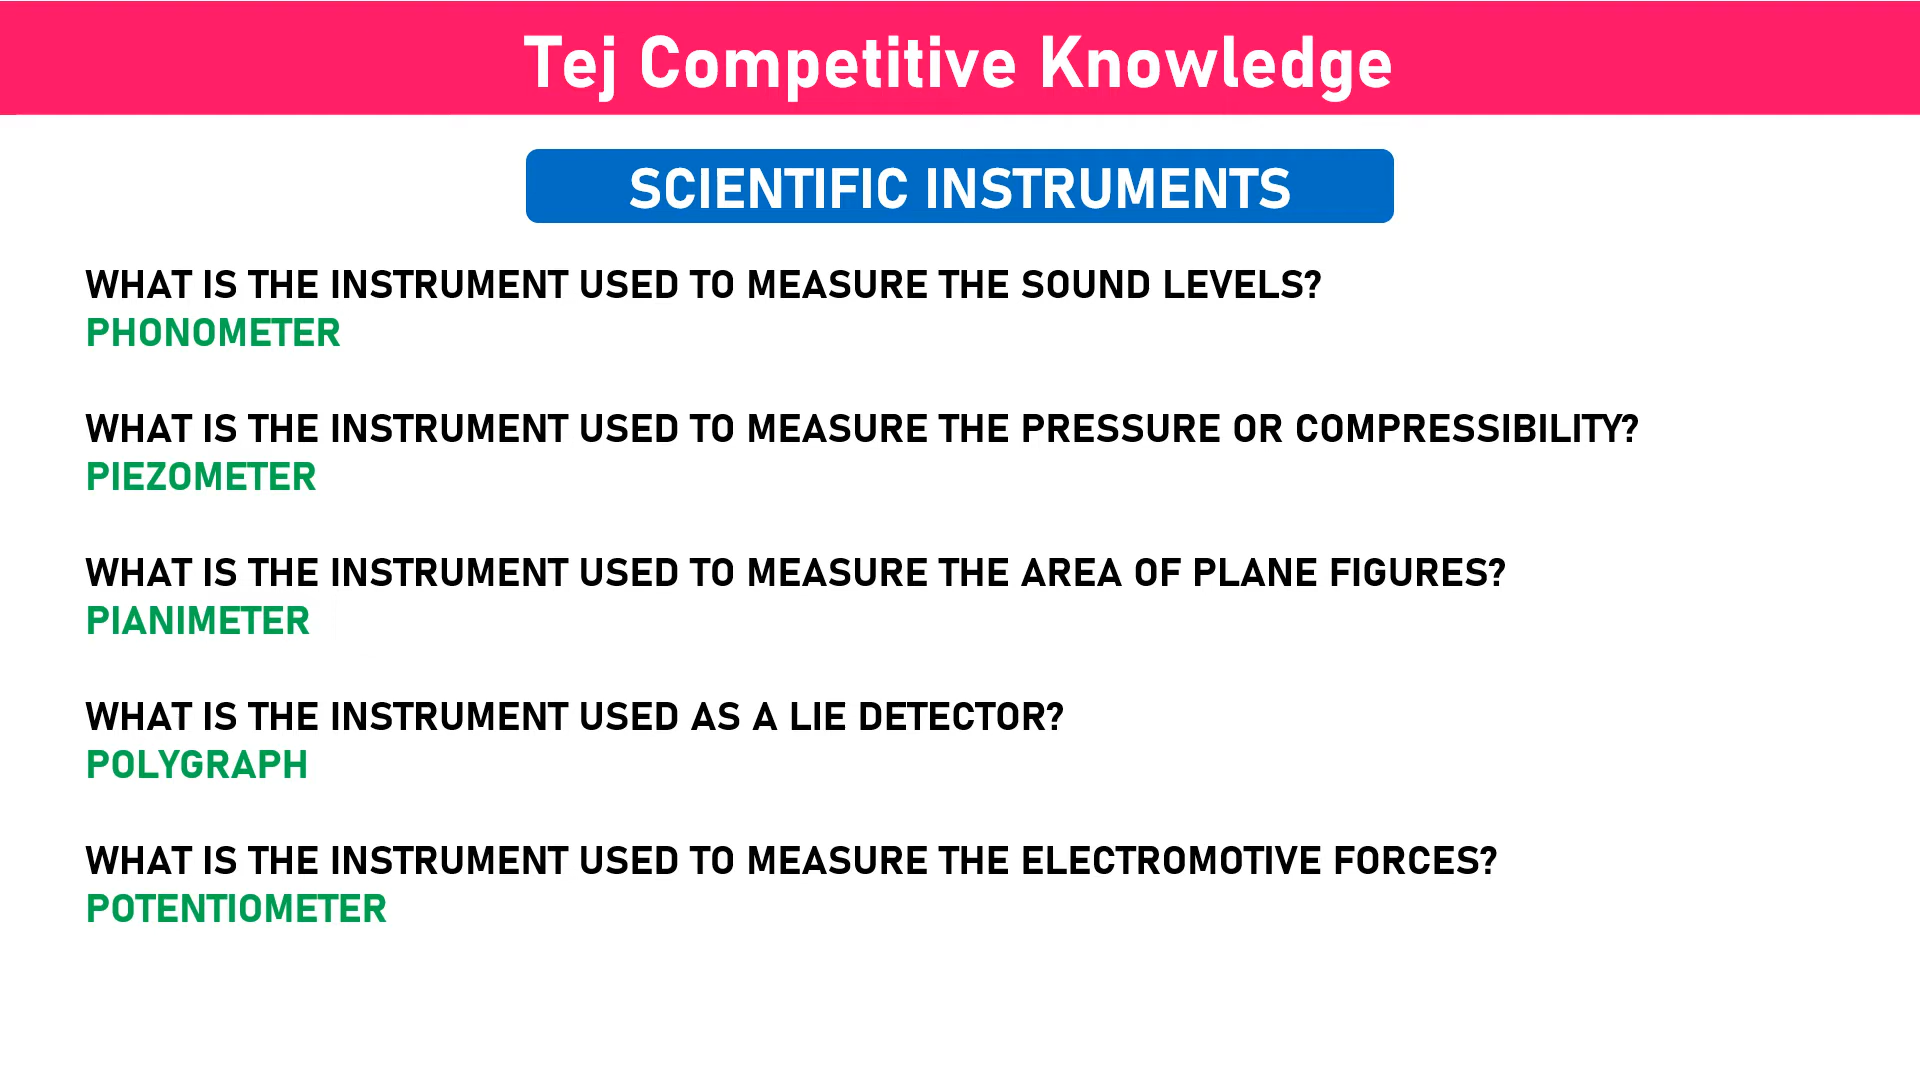 Tej Competitive Knowledge
SCIENTIFIC INSTRUMENTS
WHAT IS THE INSTRUMENT USED TO MEASURE THE SOUND LEVELS?
PHONOMETER
WHAT IS THE INSTRUMENT USED TO MEASURE THE PRESSURE OR COMPRESSIBILITY?
PIEZOMETER
WHAT IS THE INSTRUMENT USED TO MEASURE THE AREA OF PLANE FIGURES?
PIANIMETER
WHAT IS THE INSTRUMENT USED AS A LIE DETECTOR?
POLYGRAPH
WHAT IS THE INSTRUMENT USED TO MEASURE THE ELECTROMOTIVE FORCES?
POTENTIOMETER